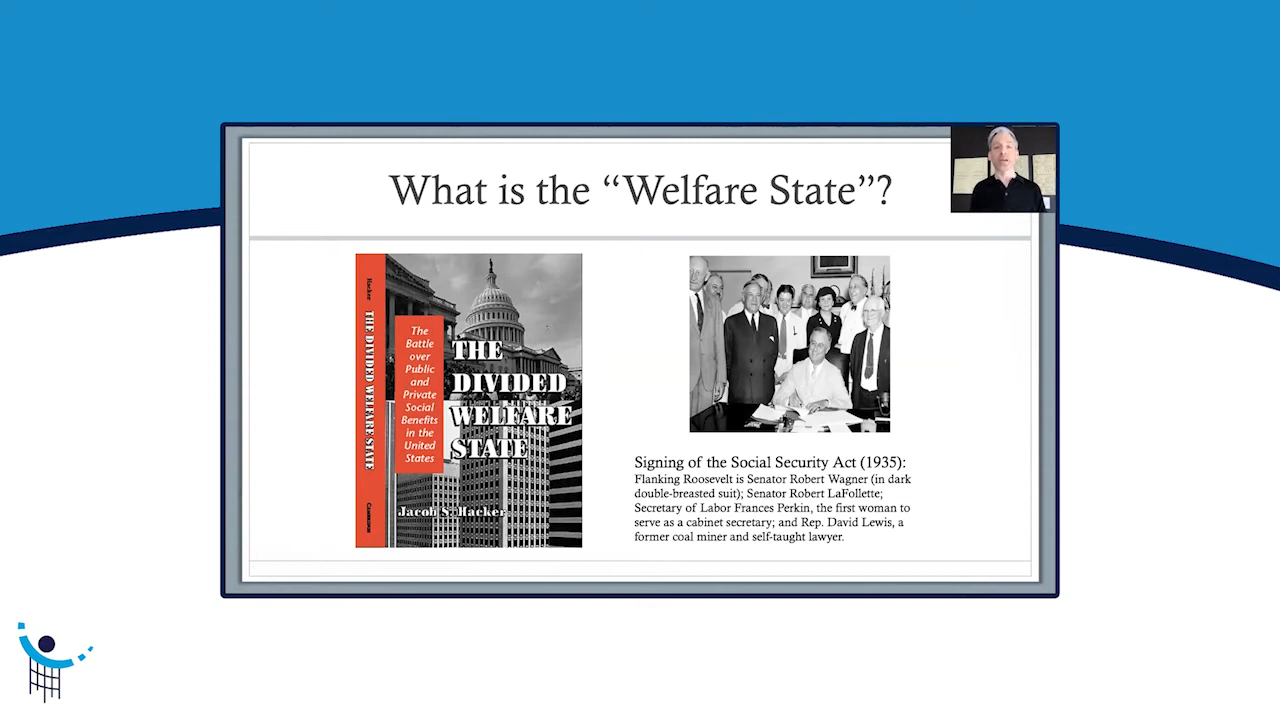 What is the “Welfare State”?
Hacker
THE DIVIDED WELFARE STATE
CAMBRIDGE
The
Battle
over
Public
and
Private
Social
Benefits
in the
United
States
THE
DIVIDED
WELFARE
STATE
Jacob S. Hacker
Signing of the Social Security Act (1935):
Flanking Roosevelt is Senator Robert Wagner (in dark
double-breasted suit); Senator Robert LaFollette;
Secretary of Labor Frances Perkin, the first woman to
serve as a cabinet secretary; and Rep. David Lewis, a
former coal miner and self-taught lawyer.